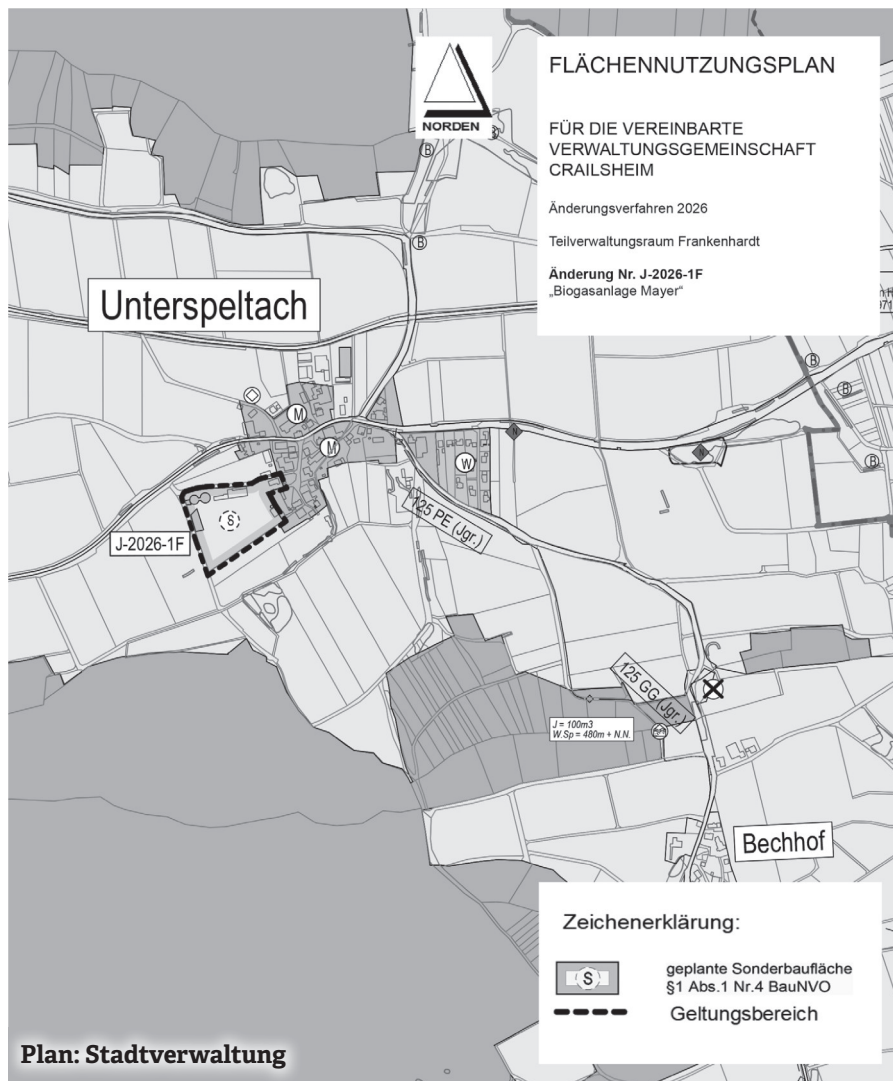 NORDEN
FLÄCHENNUTZUNGSPLAN
FÜR DIE VEREINBARTE
VERWALTUNGSGEMEINSCHAFT
CRAILSHEIM
Änderungsverfahren 2026
Teilverwaltungsraum Frankenhardt
Änderung Nr. J-2026-1F
„Biogasanlage Mayer“
B
B
Unterspeltach
B
B
B
M
M
W
N
N
S
J-2026-1F
125 PE (Jgr.)
125 GG (Jgr.)
J = 100m3
W.Sp = 480m + N.N.
Bechhof
Zeichenerklärung:
S
geplante Sonderbaufläche
§1 Abs.1 Nr.4 BauNVO
Geltungsbereich
Plan: Stadtverwaltung